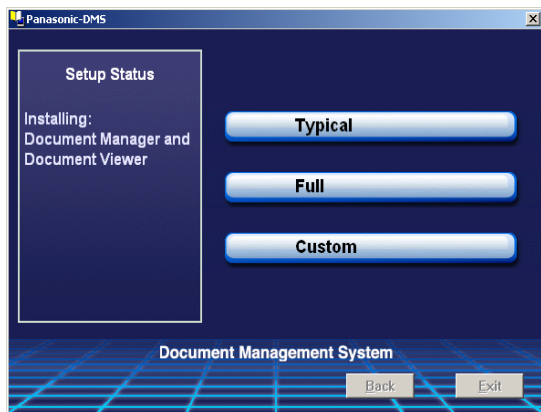 Panasonic-DMS
Setup Status
Installing:
Document Manager and
Document Viewer
Typical
Full
Custom
Document Management System
Back
Exit